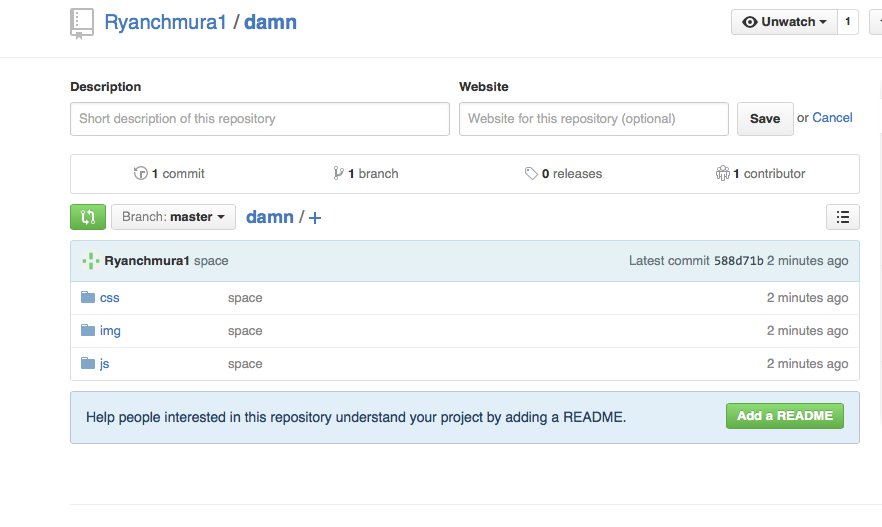 Ryanchmura1 / damn
Unwatch 1
Description Website
Short description of this repository Website for this repository (optional) Save or Cancel
1 commit 1 branch 0 releases 1 contributor
Branch: master damn / +
Ryanchmura1 space Latest commit 588d71b 2 minutes ago
css space 2 minutes ago
img space 2 minutes ago
js space 2 minutes ago
Help people interested in this repository understand your project by adding a README. Add a README